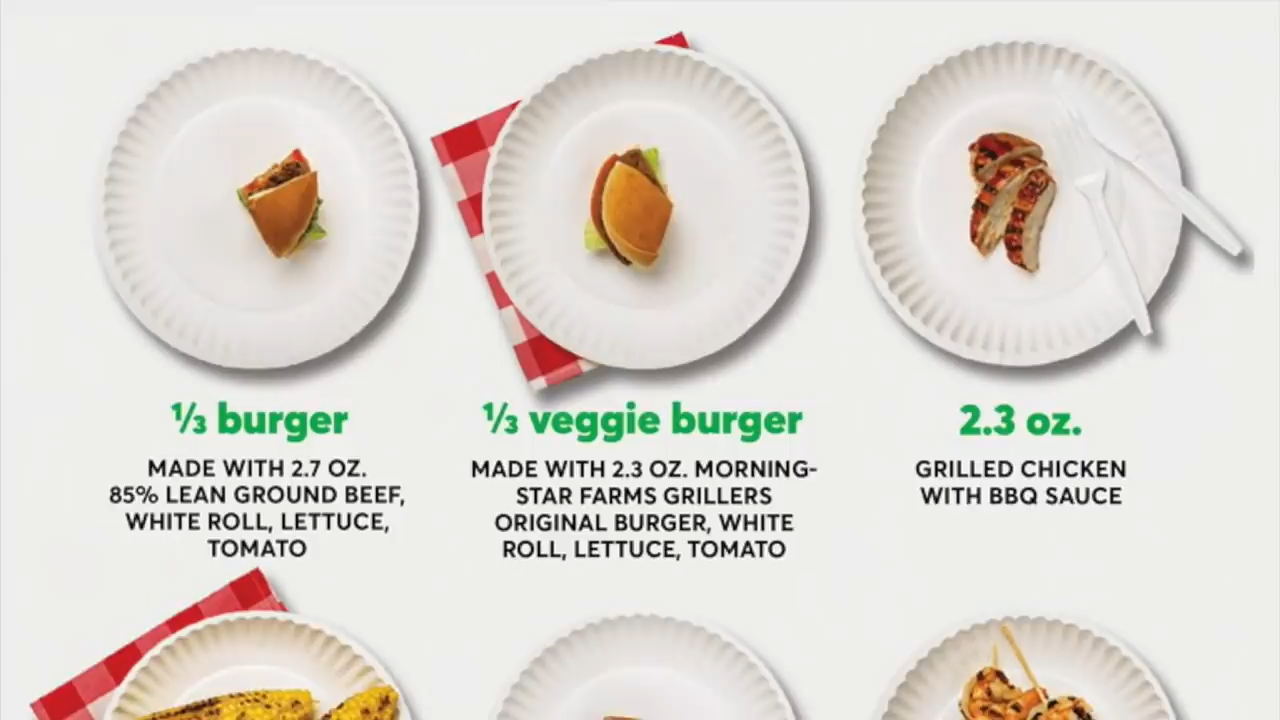 ⅓ burger
MADE WITH 2.7 OZ.
85% LEAN GROUND BEEF,
WHITE ROLL, LETTUCE,
TOMATO
⅓ veggie burger
MADE WITH 2.3 OZ. MORNING-
STAR FARMS GRILLERS
ORIGINAL BURGER, WHITE
ROLL, LETTUCE, TOMATO
2.3 oz.
GRILLED CHICKEN
WITH BBQ SAUCE